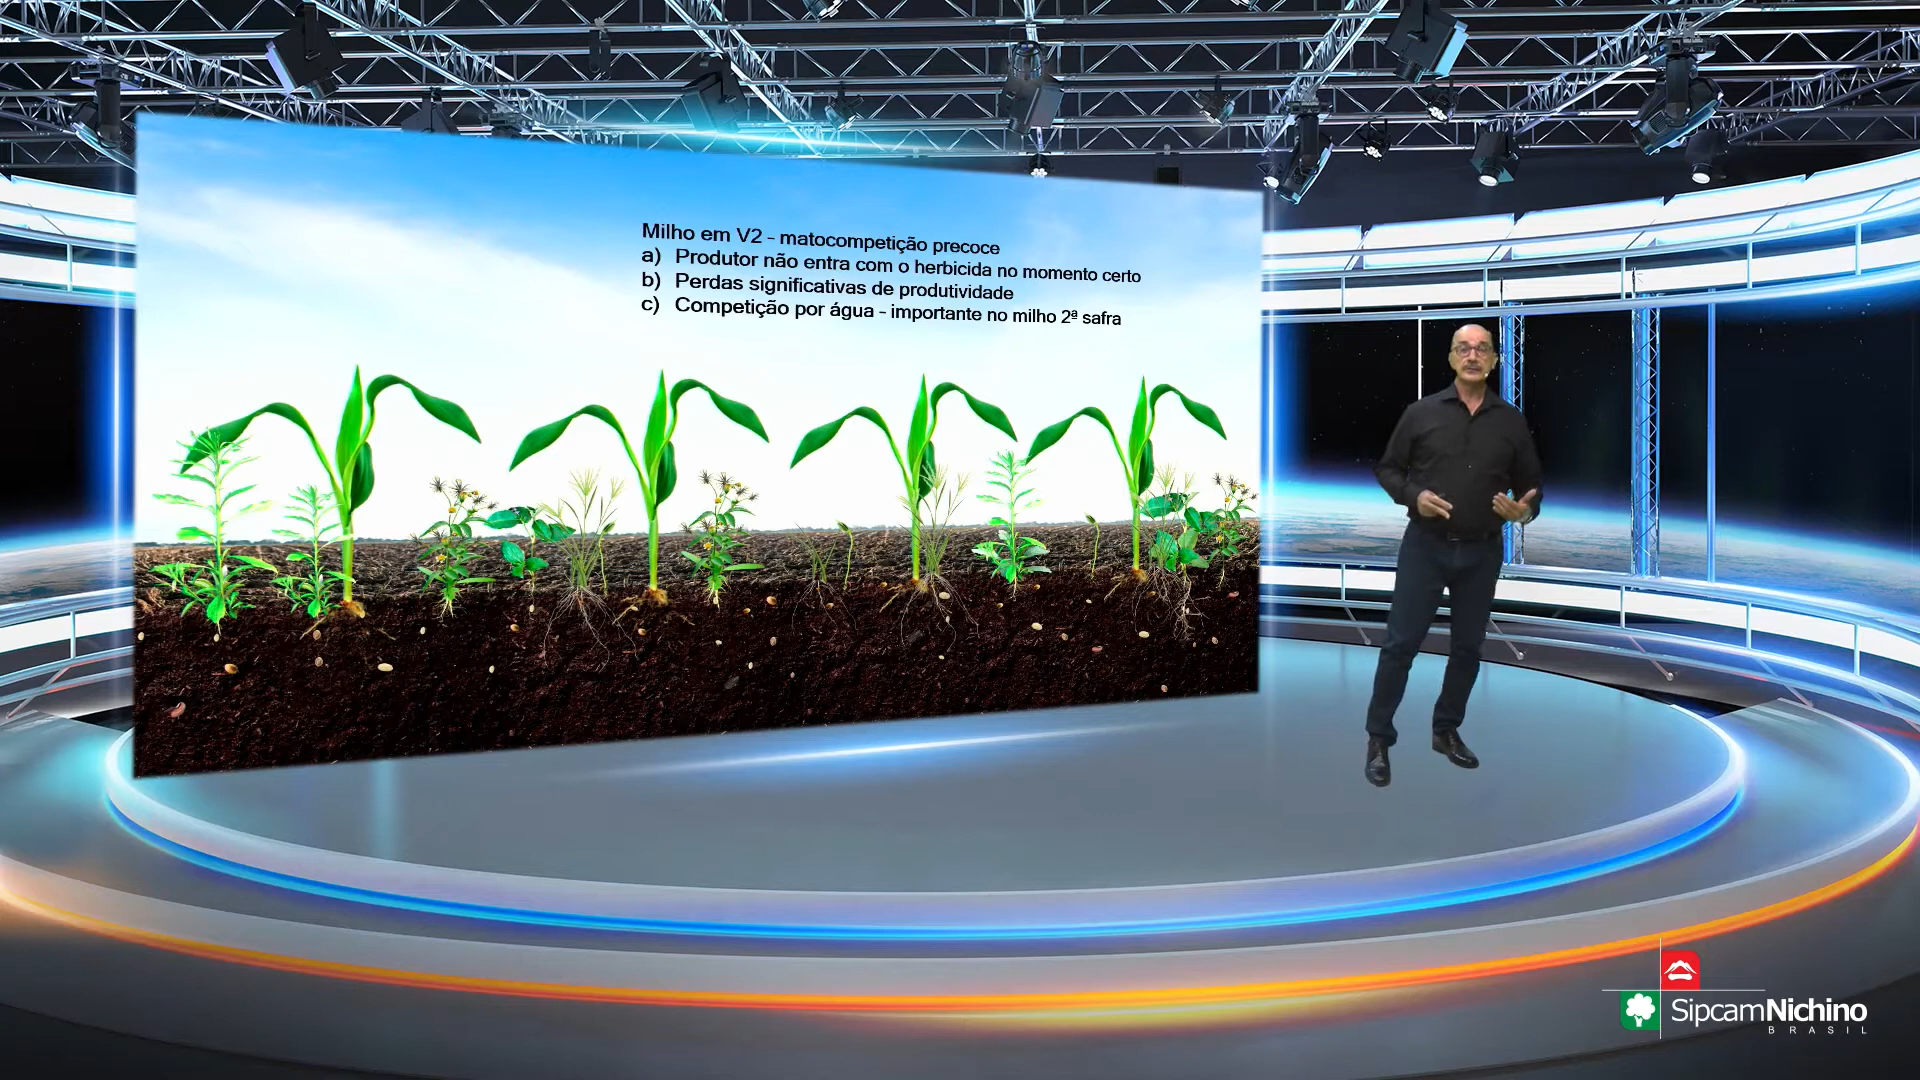 Milho em V2 - matocompetição precoce
a) Produtor não entra com o herbicida no momento certo
b) Perdas significativas de produtividade
c) Competição por água - importante no milho 2ª safra
SipcamNichino
BRASIL